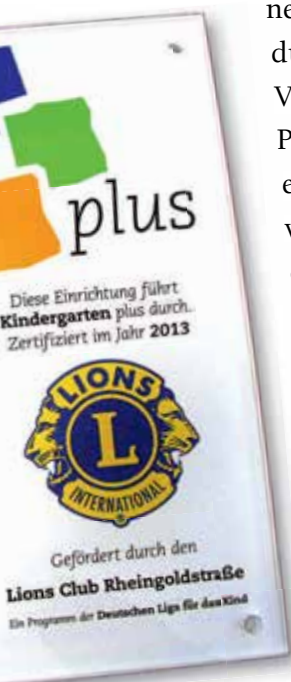 plus
Diese Einrichtung führt
Kindergarten plus durch.
Zertifiziert im Jahr 2013
LIONS
L
INTERNATIONAL
Gefördert durch den
Lions Club Rheingoldstraße
Ein Programm der Deutschen Liga für das Kind